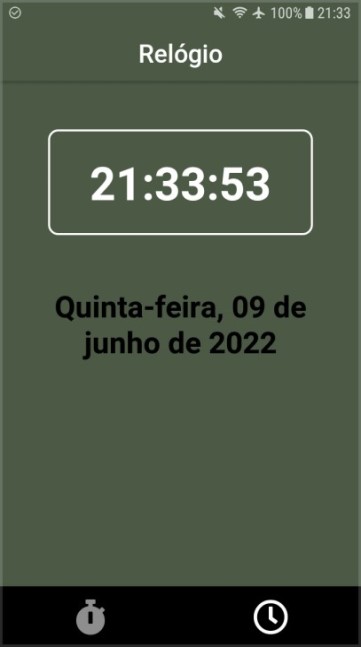 100% 21:33
Relógio
21:33:53
Quinta-feira, 09 de
junho de 2022